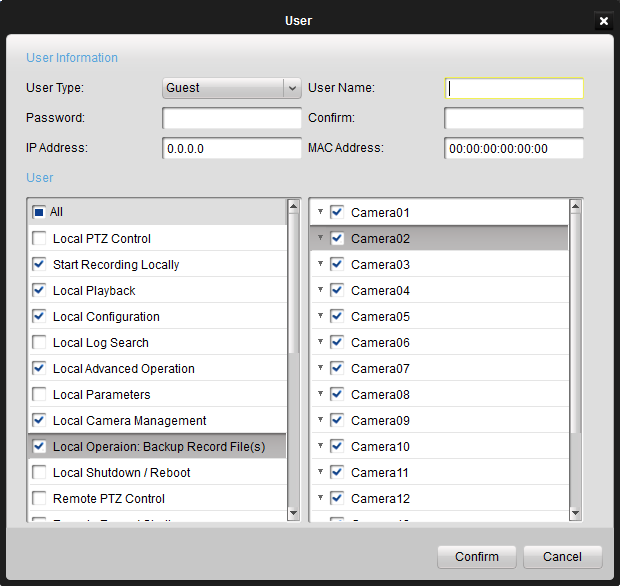 User
User Information
User Type: Guest User Name:
Password: Confirm:
IP Address: 0.0.0.0 MAC Address: 00:00:00:00:00:00
User
All
Local PTZ Control
Start Recording Locally
Local Playback
Local Configuration
Local Log Search
Local Advanced Operation
Local Parameters
Local Camera Management
Local Operaion: Backup Record File(s)
Local Shutdown / Reboot
Remote PTZ Control
Camera01
Camera02
Camera03
Camera04
Camera05
Camera06
Camera07
Camera08
Camera09
Camera10
Camera11
Camera12
Confirm Cancel